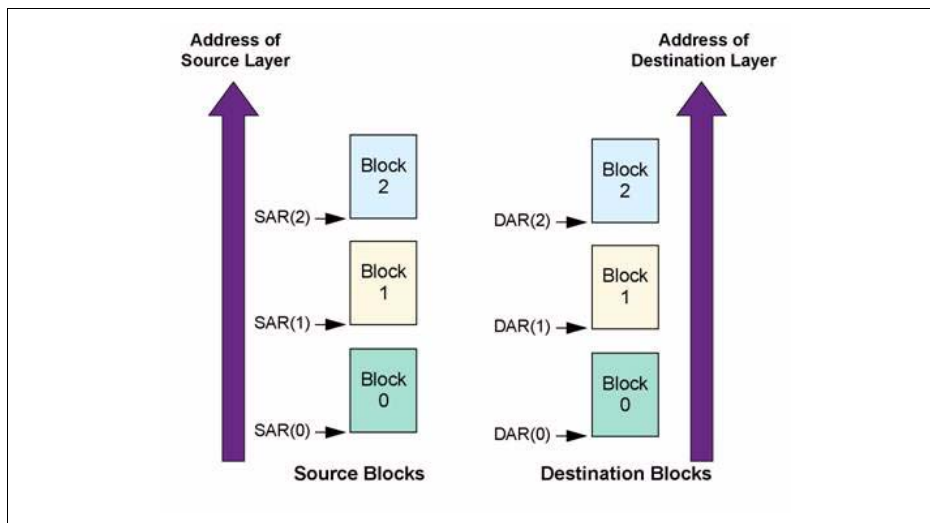 Address of
Source Layer
Address of
Destination Layer
Block
2
Block
2
SAR(2)
DAR(2)
Block
1
Block
1
SAR(1)
DAR(1)
Block
0
Block
0
SAR(0)
DAR(0)
Source Blocks
Destination Blocks